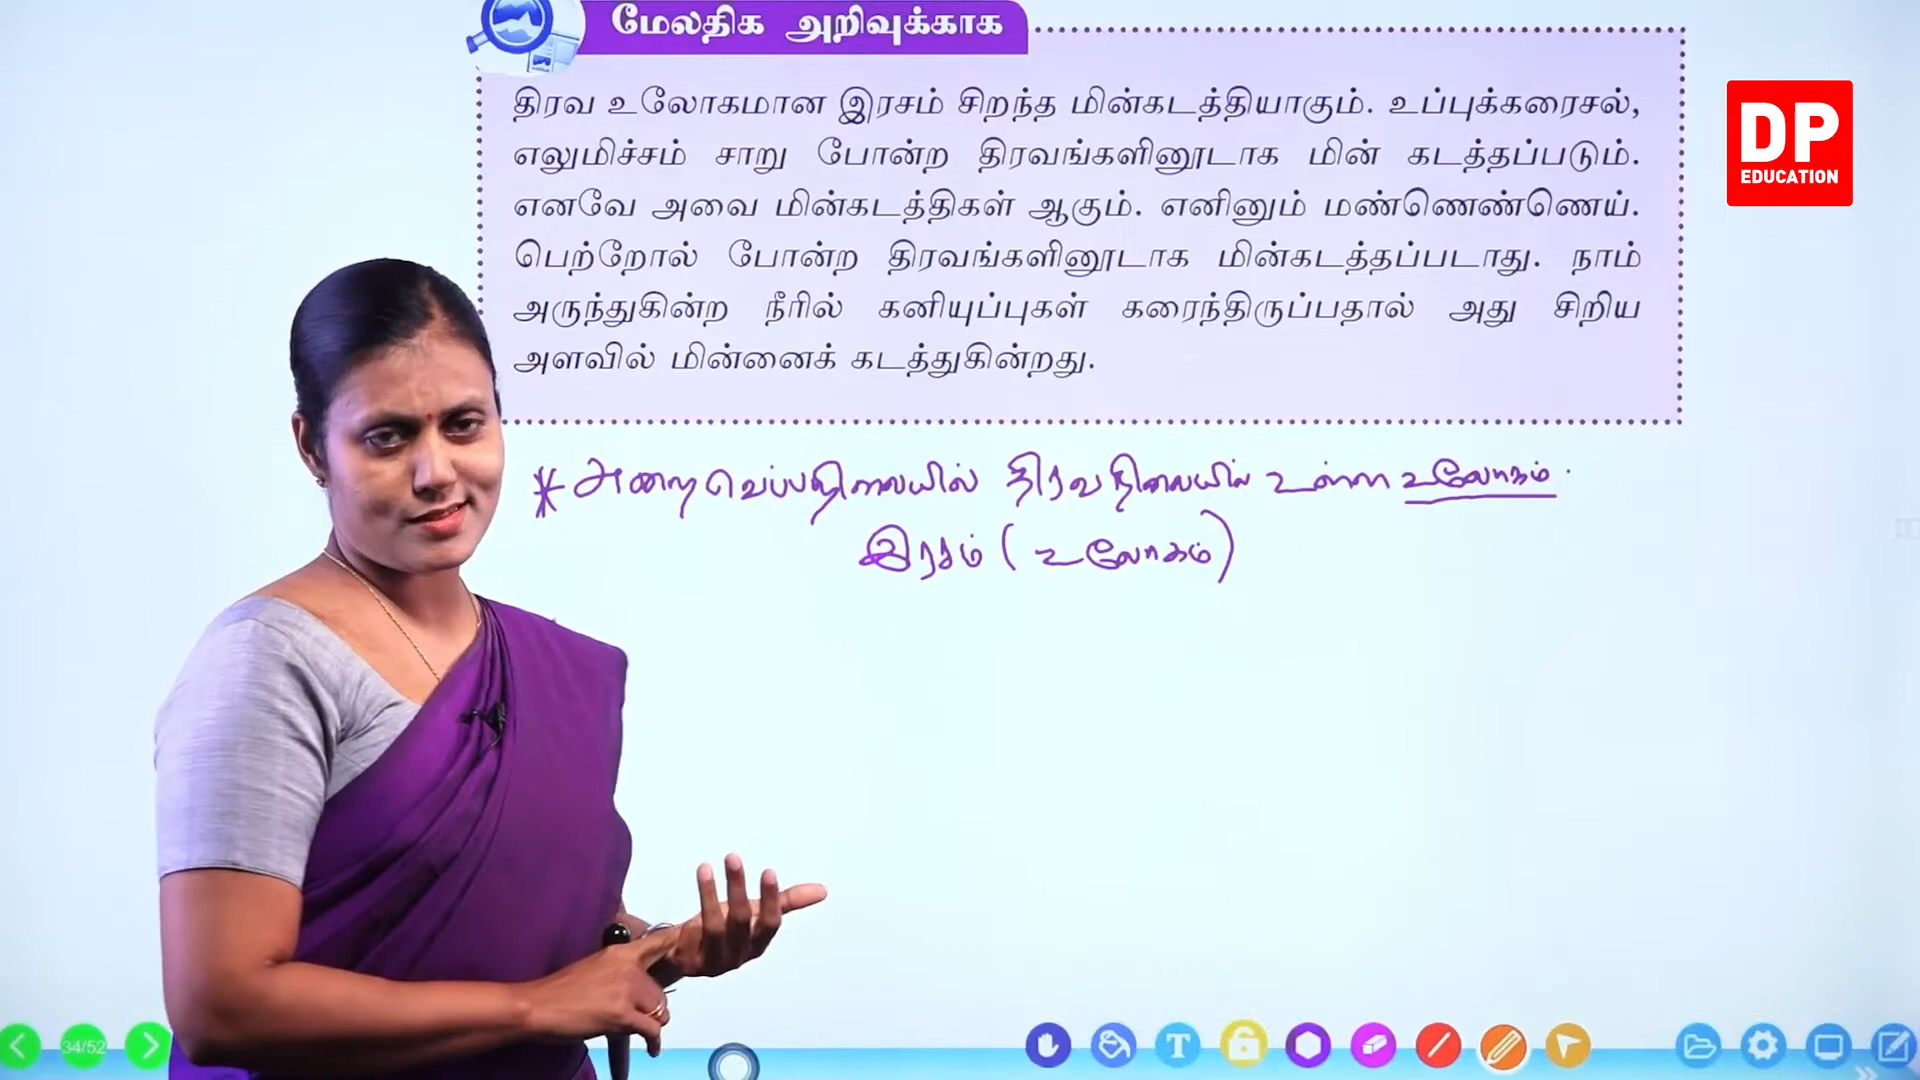 மேலதிக அறிவுக்காக
திரவ உலோகமான இரசம் சிறந்த மின்கடத்தியாகும். உப்புக்கரைசல்,
எலுமிச்சம் சாறு போன்ற திரவங்களினூடாக மின் கடத்தப்படும்.
எனவே அவை மின்கடத்திகள் ஆகும். எனினும் மண்ணெண்ணெய்.
பெற்றோல் போன்ற திரவங்களினூடாக மின்கடத்தப்படாது. நாம்
அருந்துகின்ற நீரில் கனியுப்புகள் கரைந்திருப்பதால் அது சிறிய
அளவில் மின்னைக் கடத்துகின்றது.
DP
EDUCATION
* அறை வெப்பநிலையில் திரவ நிலையில் உள்ள உலோகம்.
இரசம் (உலோகம்)
34/52
T